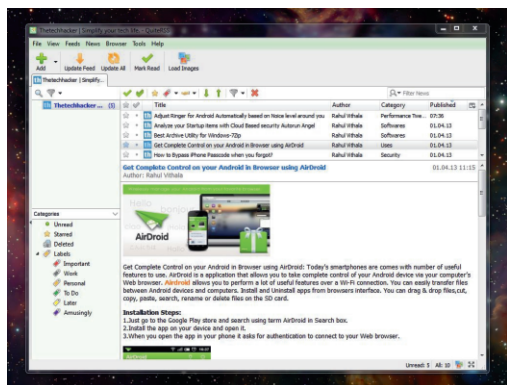 Thetechhacker | Simplify your tech life. - QuiteRSS
File View Feeds News Browser Tools Help
Add Update Feed Update All Mark Read Load Images
Thetechhacker | Simplify...
Filter News
Thetechhacker ... (5)
Title Author Category Published
Adjust Ringer for Android Automatically based on Noise level around you Rahul Vithala Performance Twe... 07:36
Analyze your Startup items with Cloud Based security Autorun Angel Rahul Vithala Softwares 01.04.13
Best Archive Utility for Windows-7Zip Rahul Vithala Softwares 01.04.13
Get Complete Control on your Android in Browser using AirDroid Rahul Vithala Uses 01.04.13
How to Bypass iPhone Passcode when you forgot? Rahul Vithala Security 01.04.13
Get Complete Control on your Android in Browser using AirDroid 01.04.13 11:15
Author: Rahul Vithala
Hello
AirDroid
Categories
Unread
Starred
Deleted
Labels
Important
Work
Personal
To Do
Later
Amusingly
Get Complete Control on your Android in Browser using AirDroid: Today's smartphones are comes with number of useful
features to use. AirDroid is a application that allows you to take complete control of your Android device via your computer's
Web browser. Airdroid allows you to perform a lot of useful features over a Wi-Fi connection. You can easily transfer files
between Android devices and computers. Install and Uninstall apps from browsers interface. You can drag & drop files,cut,
copy, paste, search, rename or delete files on the SD card.
Installation Steps:
1.Just go to the Google Play store and search using term AirDroid in Search box.
2.Install the app on your device and open it.
3.When you open the app in your phone it asks for authentication to connect to your Web browser.
AirDroid
Unread: 5 All: 10